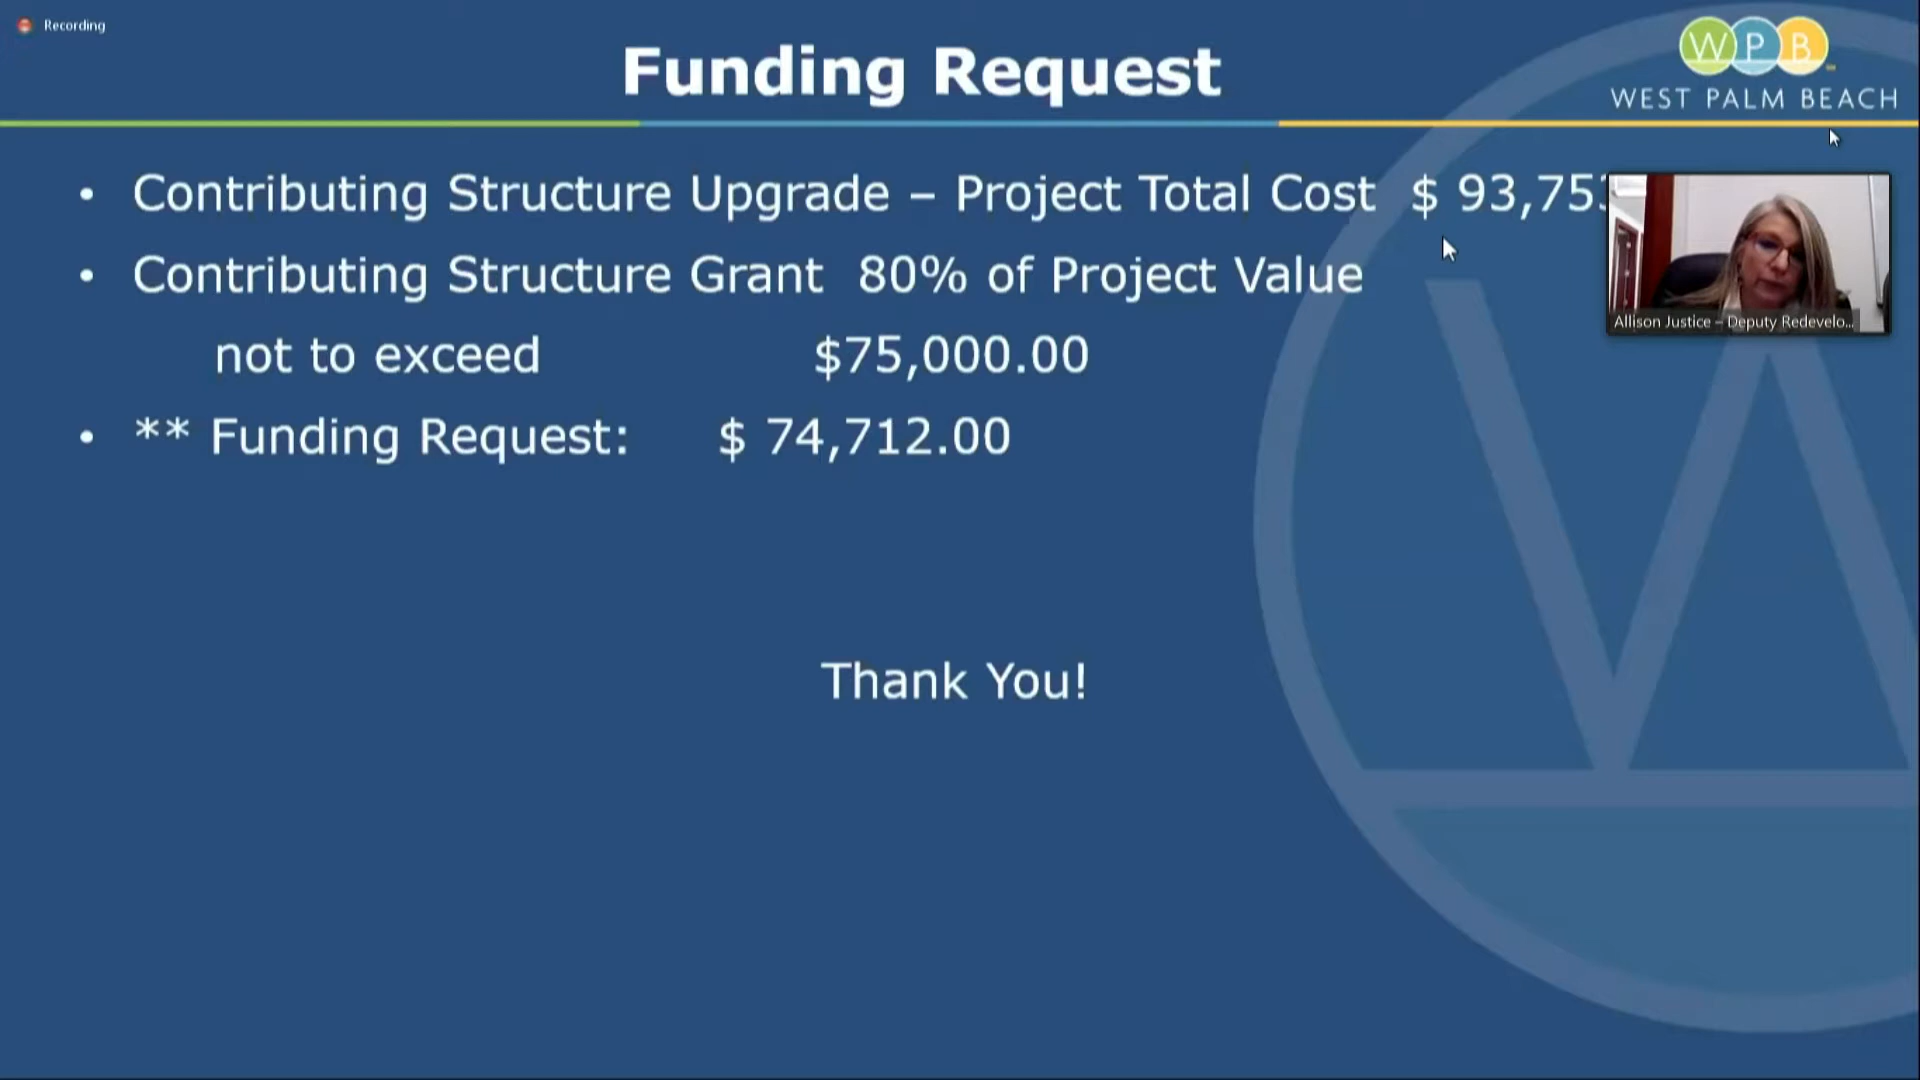 Recording
Funding Request
WPB
WEST PALM BEACH
• Contributing Structure Upgrade – Project Total Cost $ 93,75
Allison Justice – Deputy Redevelo...
• Contributing Structure Grant 80% of Project Value
not to exceed $75,000.00
• ** Funding Request: $ 74,712.00
Thank You!